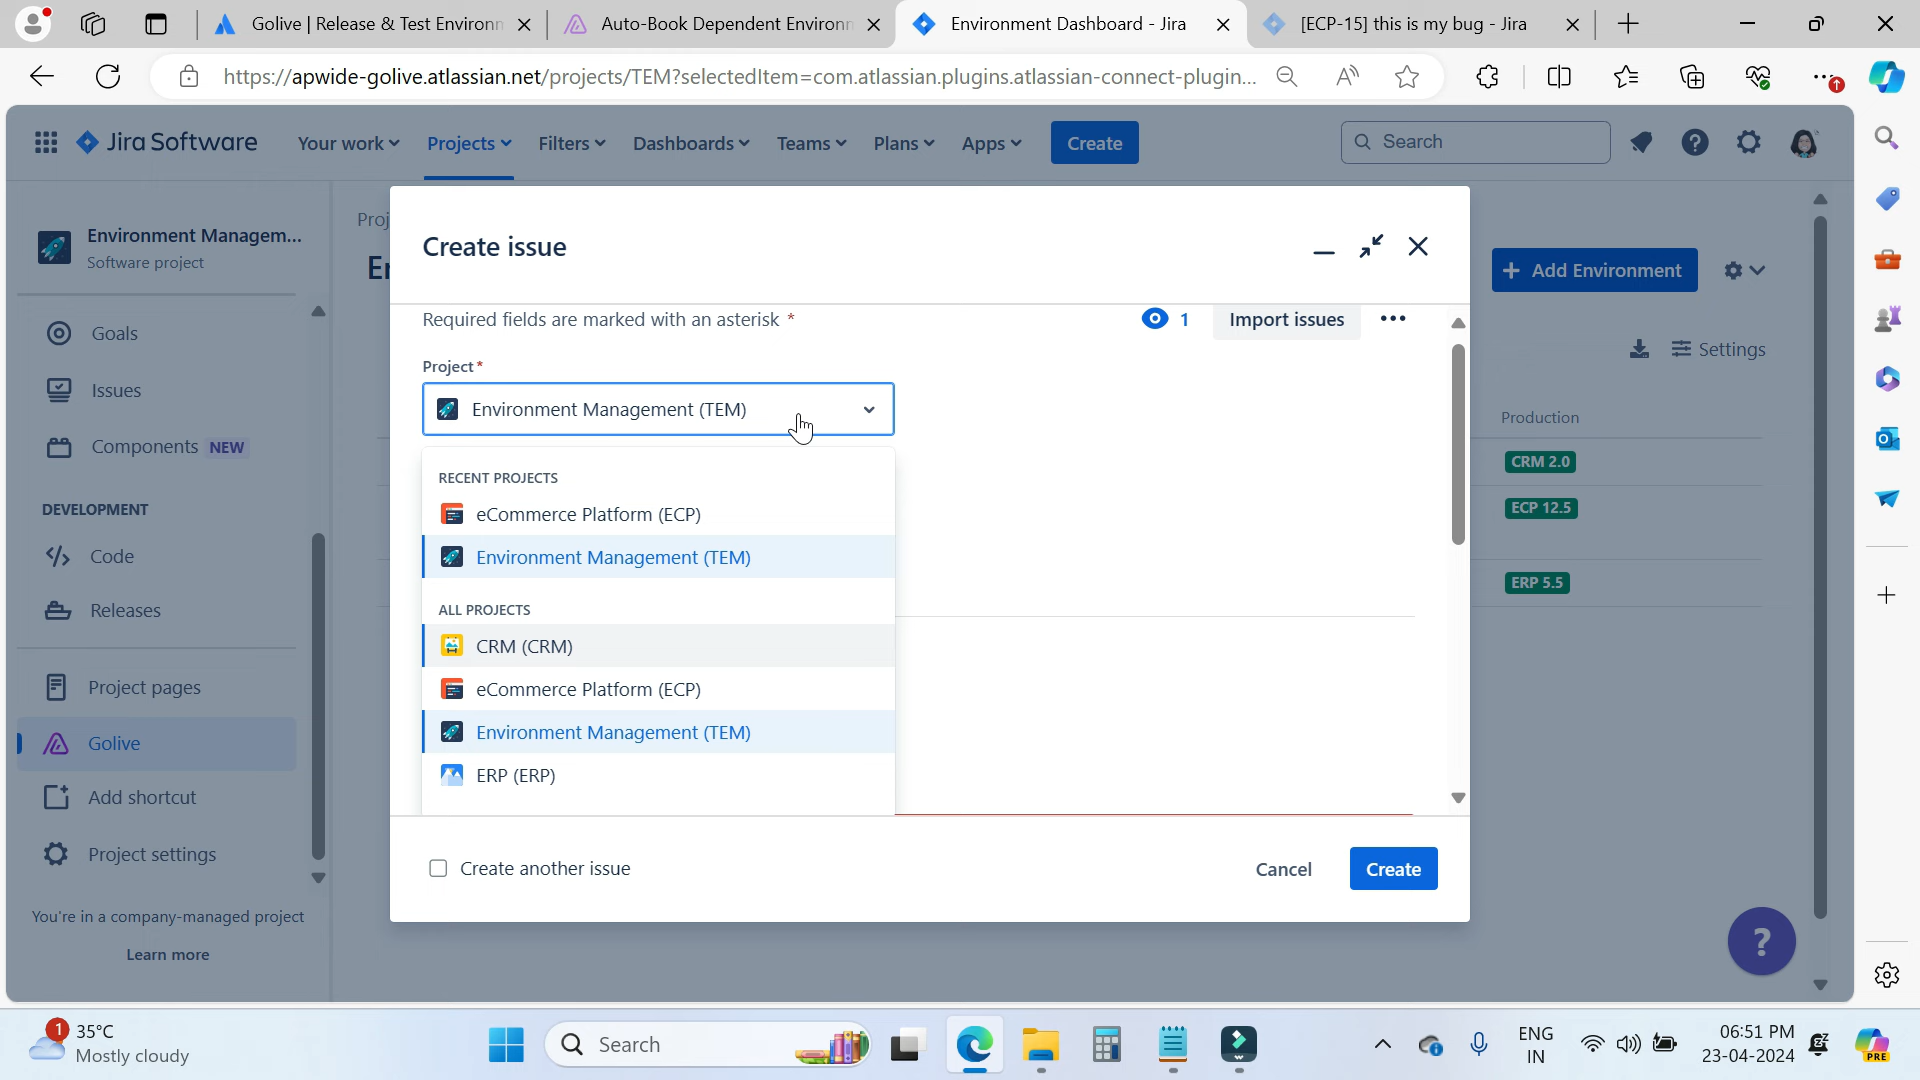 Golive | Release & Test Environn
Auto-Book Dependent Environn
Environment Dashboard - Jira
[ECP-15] this is my bug - Jira
https://apwide-golive.atlassian.net/projects/TEM?selectedItem=com.atlassian.plugins.atlassian-connect-plugin...
Jira Software
Your work
Projects
Filters
Dashboards
Teams
Plans
Apps
Create
Search
Environment Managem...
Software project
Goals
Issues
Components NEW
DEVELOPMENT
Code
Releases
Project pages
Golive
Add shortcut
Project settings
You're in a company-managed project
Learn more
Proj
Er
Add Environment
Settings
Production
CRM 2.0
ECP 12.5
ERP 5.5
Create issue
Required fields are marked with an asterisk *
1
Import issues
Project *
Environment Management (TEM)
RECENT PROJECTS
eCommerce Platform (ECP)
Environment Management (TEM)
ALL PROJECTS
CRM (CRM)
eCommerce Platform (ECP)
Environment Management (TEM)
ERP (ERP)
Create another issue
Cancel
Create
?
1
35°C
Mostly cloudy
Search
ENG
IN
06:51 PM
23-04-2024
PRE